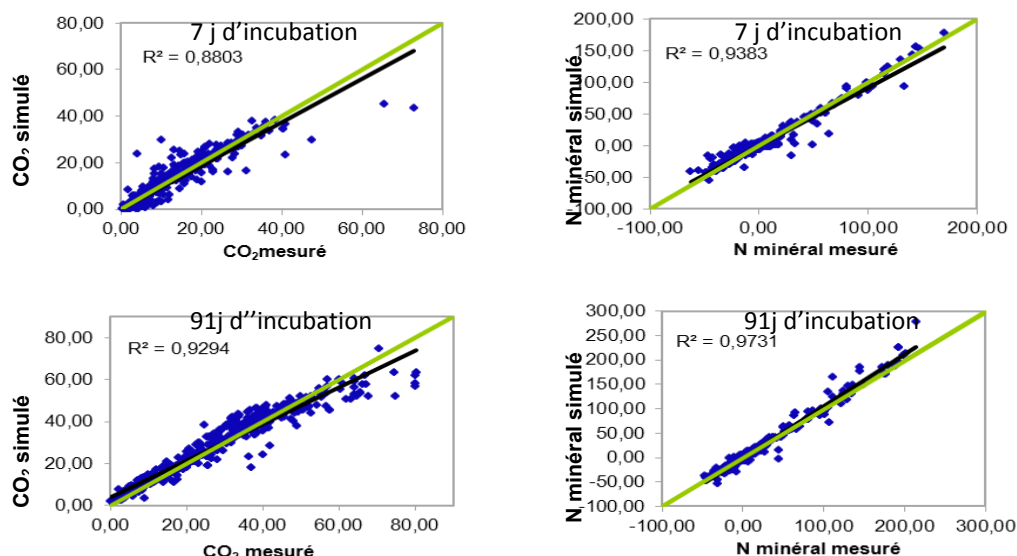 7 j d’incubation
R² = 0,8803
80,00
60,00
40,00
20,00
0,00
CO₂ simulé
0,00 20,00 40,00 60,00 80,00
CO₂mesuré
7 j d’incubation
R² = 0,9383
200,00
150,00
100,00
50,00
0,00
-50,00
100,00
N minéral simulé
-100,00 0,00 100,00 200,00
N minéral mesuré
91j d’’incubation
R² = 0,9294
80,00
60,00
40,00
20,00
0,00
CO₂ simulé
0,00 20,00 40,00 60,00 80,00
CO₂ mesuré
91j d’incubation
R² = 0,9731
300,00
250,00
200,00
150,00
100,00
50,00
0,00
-50,00
-100,00
N minéral simulé
-100,00 0,00 100,00 200,00 300,00
N minéral mesuré